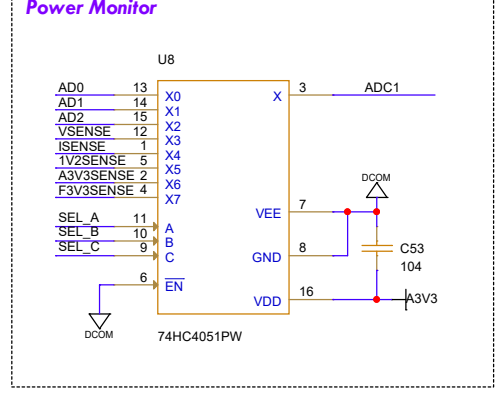 Power Monitor
U8
AD0 13 X0
AD1 14 X1
AD2 15 X2
VSENSE 12 X3
ISENSE 1 X4
1V2SENSE 5 X5
A3V3SENSE 2 X6
F3V3SENSE 4 X7
X 3 ADC1
SEL_A 11 A
SEL_B 10 B
SEL_C 9 C
6 EN
DCOM
VEE 7
GND 8
VDD 16
DCOM
C53
104
A3V3
74HC4051PW